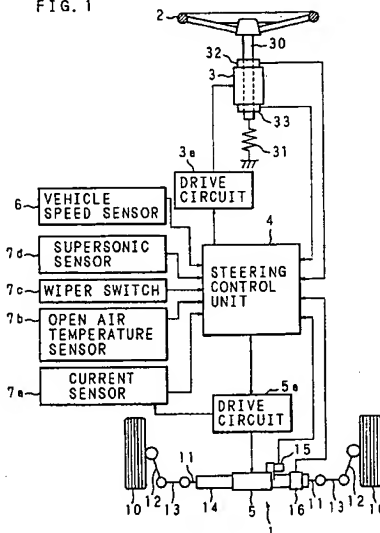 FIG. 1
2
30
32
3
33
3a
31
DRIVE
CIRCUIT
6
VEHICLE
SPEED SENSOR
4
7d
SUPERSONIC
SENSOR
STEERING
CONTROL
UNIT
7c
WIPER SWITCH
7b
OPEN AIR
TEMPERATURE
SENSOR
7a
CURRENT
SENSOR
5a
DRIVE
CIRCUIT
15
10
12
13
11
14
5
16
11
13
12
10
1